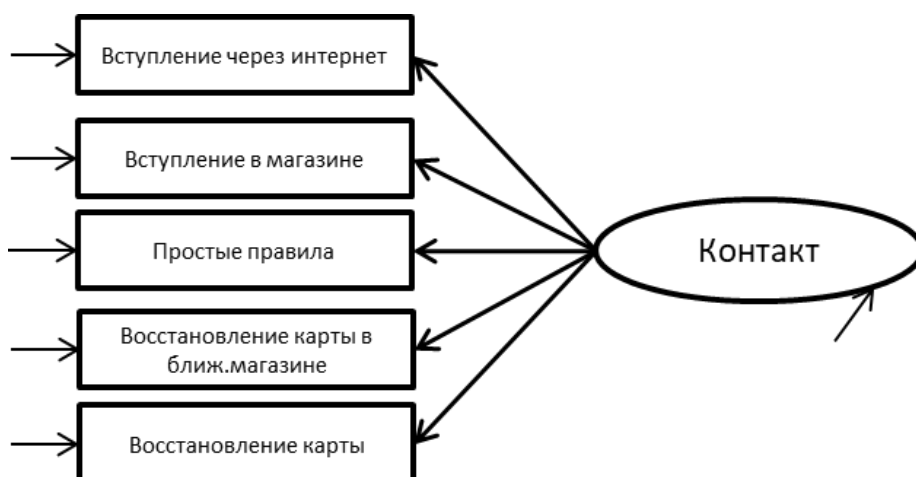 Вступление через интернет
Вступление в магазине
Простые правила
Восстановление карты в
ближ.магазине
Восстановление карты
Контакт